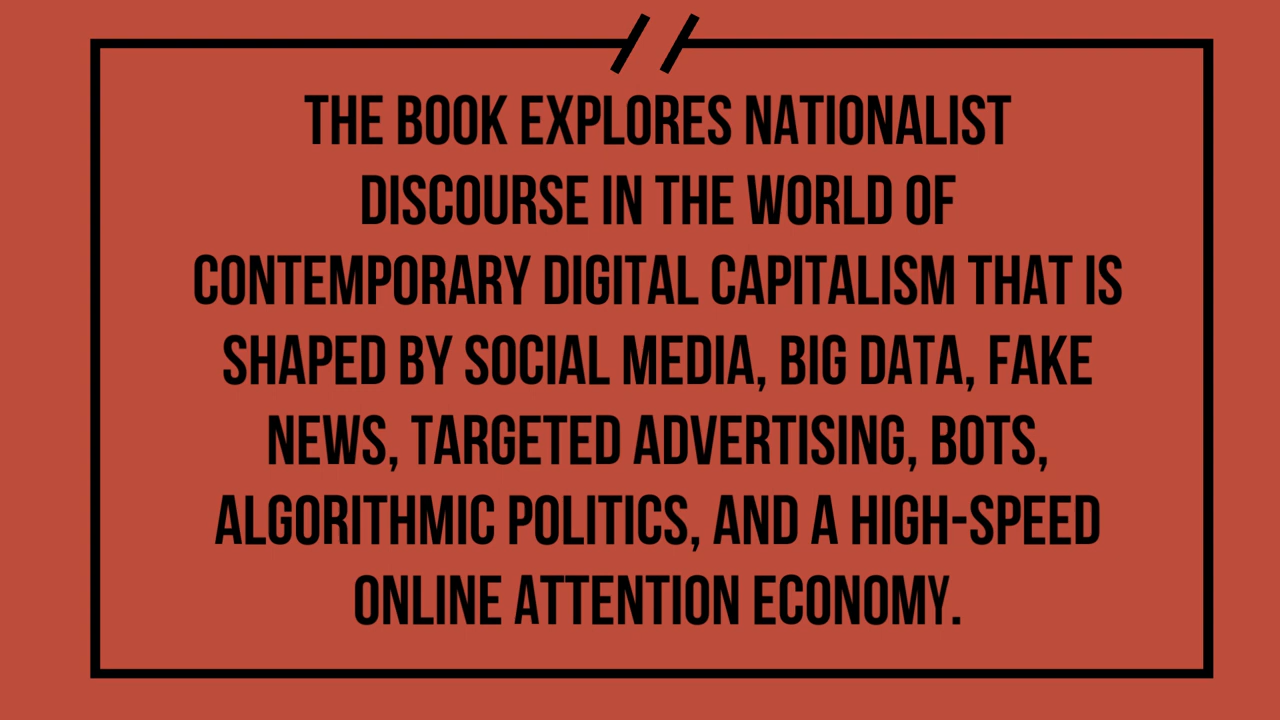 THE BOOK EXPLORES NATIONALIST
DISCOURSE IN THE WORLD OF
CONTEMPORARY DIGITAL CAPITALISM THAT IS
SHAPED BY SOCIAL MEDIA, BIG DATA, FAKE
NEWS, TARGETED ADVERTISING, BOTS,
ALGORITHMIC POLITICS, AND A HIGH-SPEED
ONLINE ATTENTION ECONOMY.